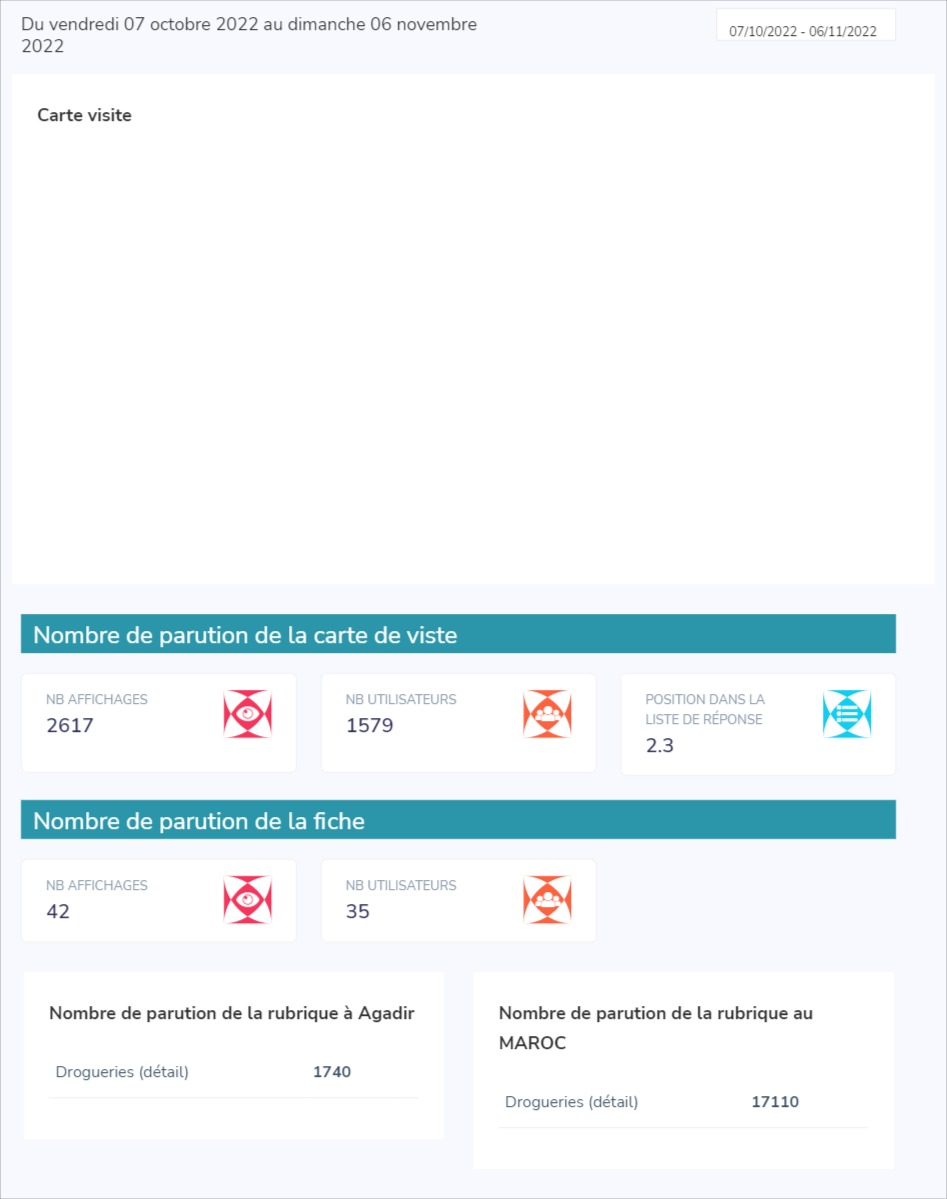 Du vendredi 07 octobre 2022 au dimanche 06 novembre
2022
07/10/2022 - 06/11/2022
Carte visite
Nombre de parution de la carte de viste
NB AFFICHAGES
2617
NB UTILISATEURS
1579
POSITION DANS LA
LISTE DE RÉPONSE
2.3
Nombre de parution de la fiche
NB AFFICHAGES
42
NB UTILISATEURS
35
Nombre de parution de la rubrique à Agadir
Drogueries (détail) 1740
Nombre de parution de la rubrique au
MAROC
Drogueries (détail) 17110